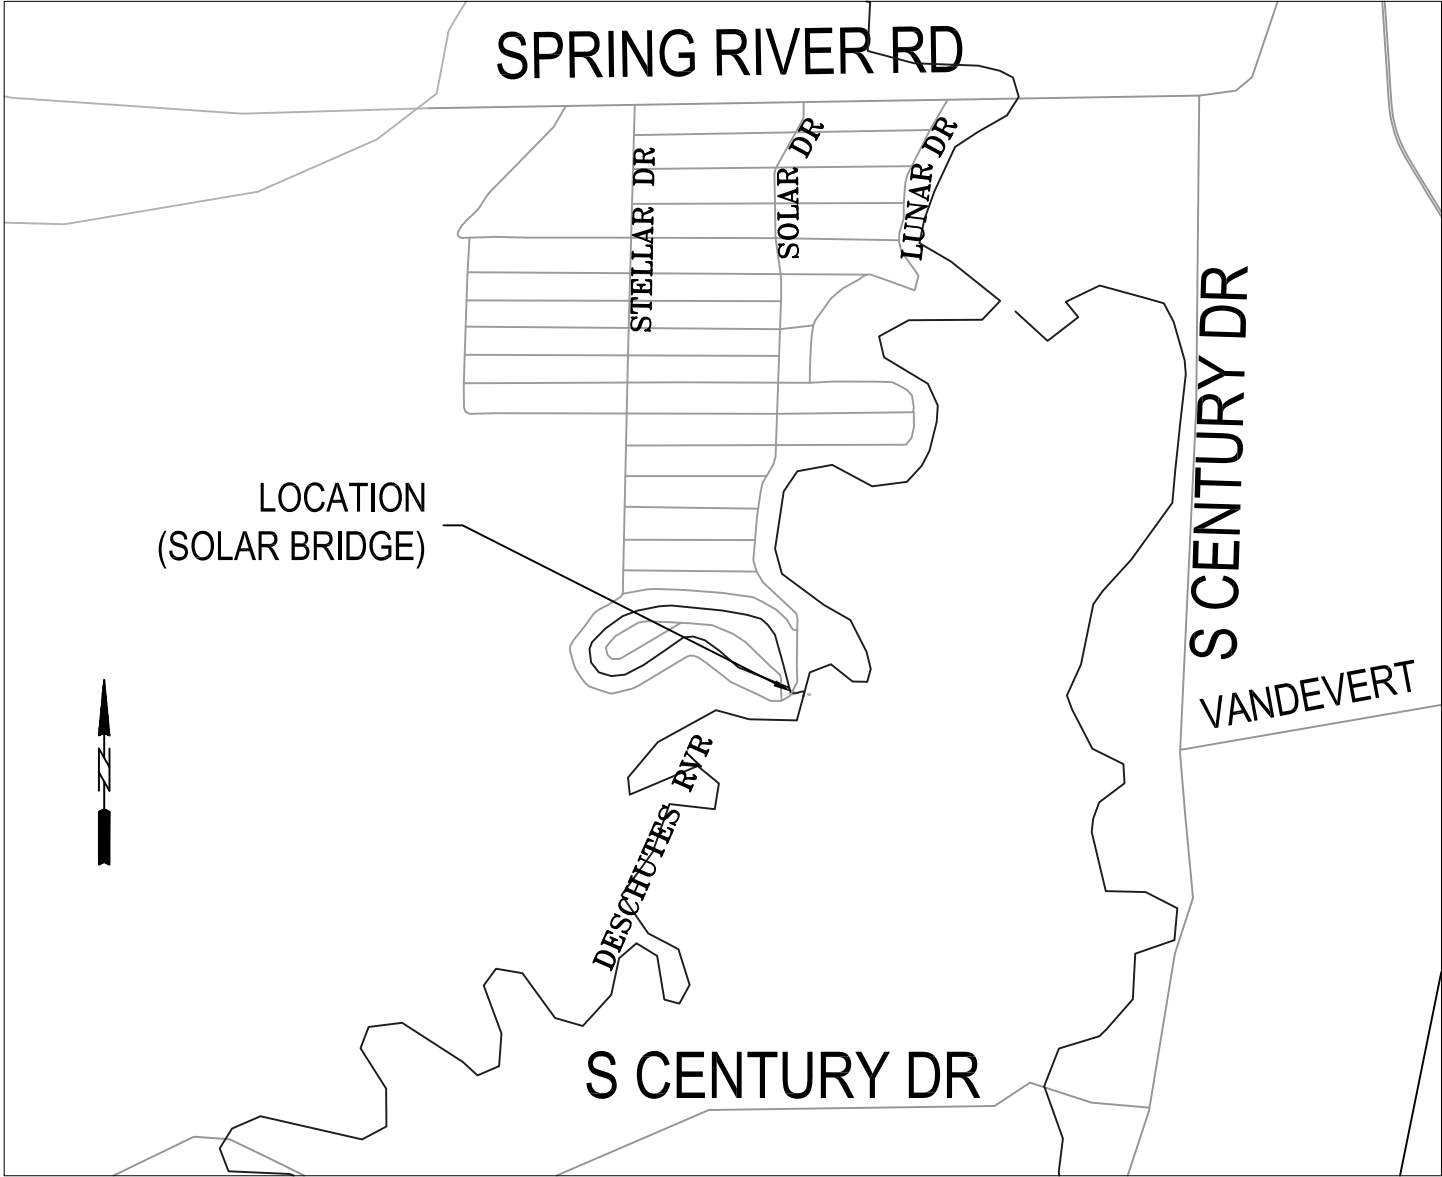 SPRING RIVER RD
STELLAR DR
SOLAR DR
LUNAR DR
S CENTURY DR
LOCATION
(SOLAR BRIDGE)
VANDEVERT
N
DESCHUTES RVR
S CENTURY DR